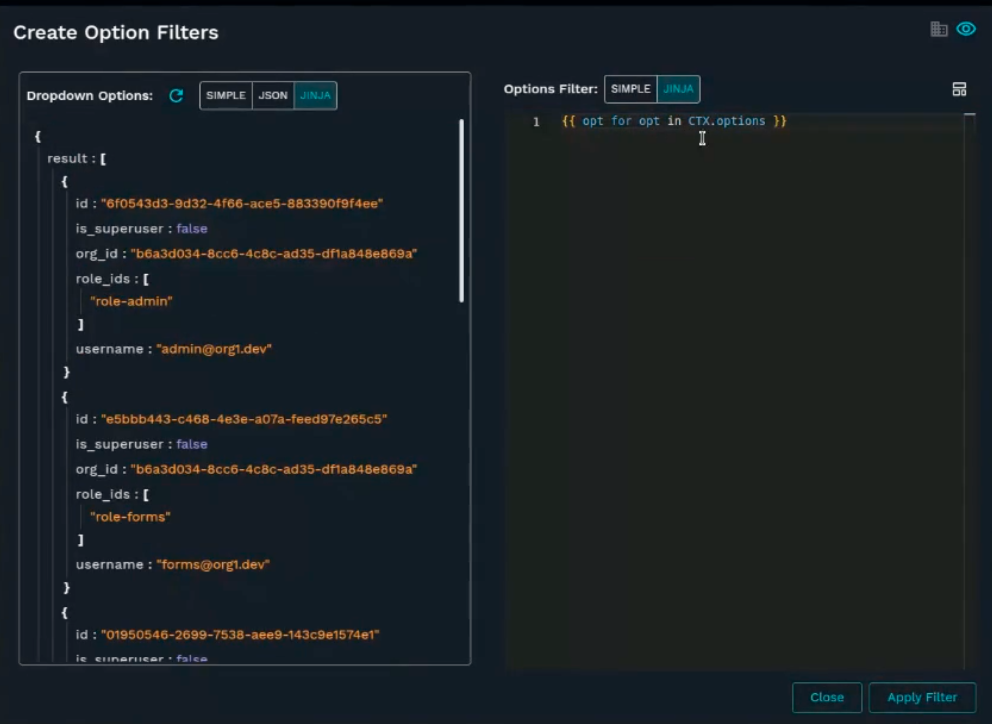 Create Option Filters
Dropdown Options: SIMPLE JSON JINJA
{
result : [
{
id : "6f0543d3-9d32-4f66-ace5-883390f9f4ee"
is_superuser : false
org_id : "b6a3d034-8cc6-4c8c-ad35-df1a848e869a"
role_ids : [
"role-admin"
]
username : "admin@org1.dev"
}
{
id : "e5bbb443-c468-4e3e-a07a-feed97e265c5"
is_superuser : false
org_id : "b6a3d034-8cc6-4c8c-ad35-df1a848e869a"
role_ids : [
"role-forms"
]
username : "forms@org1.dev"
}
{
id : "01950546-2699-7538-aee9-143c9e1574e1"
is_superuser : false
Options Filter: SIMPLE JINJA
1 {{ opt for opt in CTX.options }}
Close Apply Filter